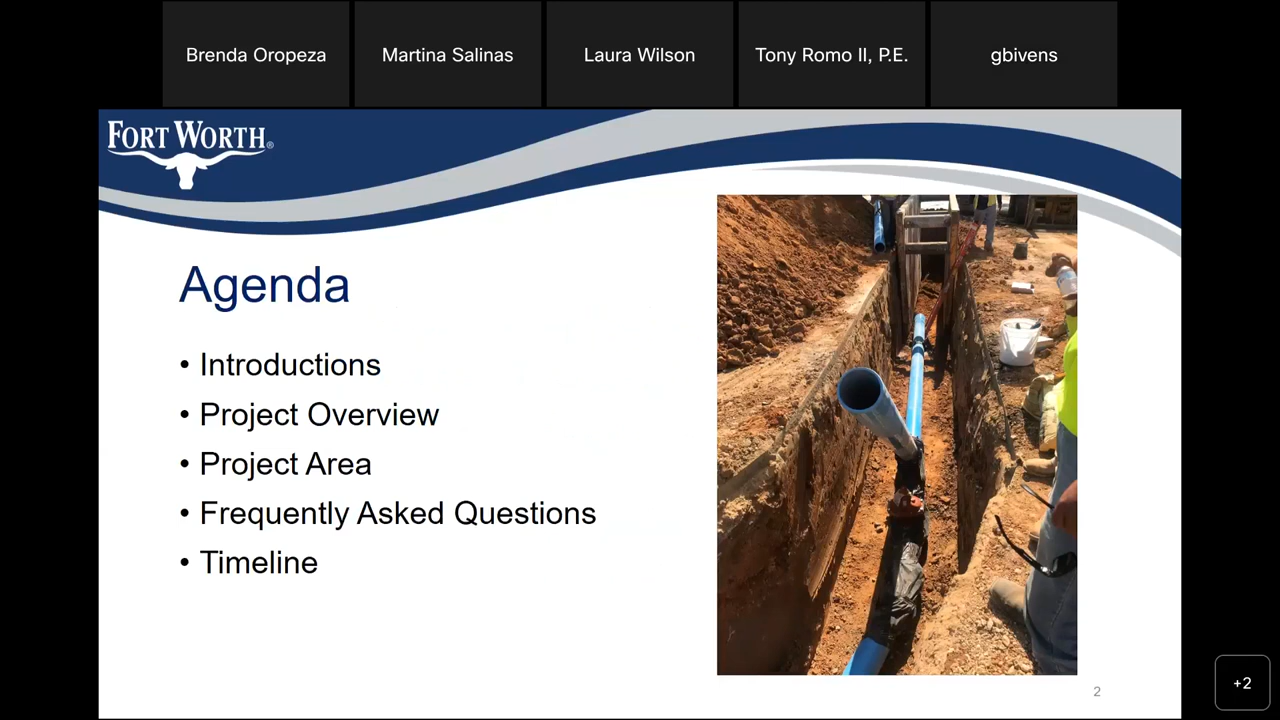 Brenda Oropeza
Martina Salinas
Laura Wilson
Tony Romo II, P.E.
gbivens
FORT WORTH®
Agenda
• Introductions
• Project Overview
• Project Area
• Frequently Asked Questions
• Timeline
2
+2